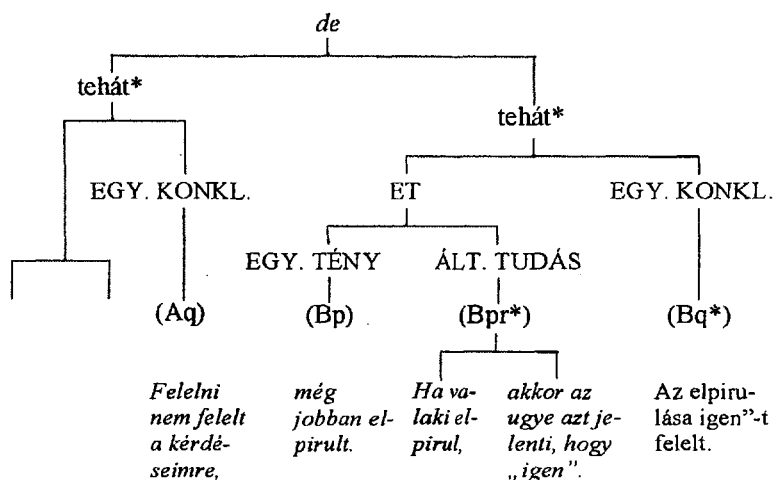 de
tehát*
tehát*
EGY. KONKL.
ET
EGY. KONKL.
EGY. TÉNY
ÁLT. TUDÁS
(Aq)
(Bp)
(Bpr*)
(Bq*)
Felelni
nem felelt
a kérdé-
seimre,
még
jobban el-
pirult.
Ha va-
laki el-
pirul,
akkor az
ugye azt je-
lenti, hogy
„igen”.
Az elpiru-
lása igen”-t
felelt.